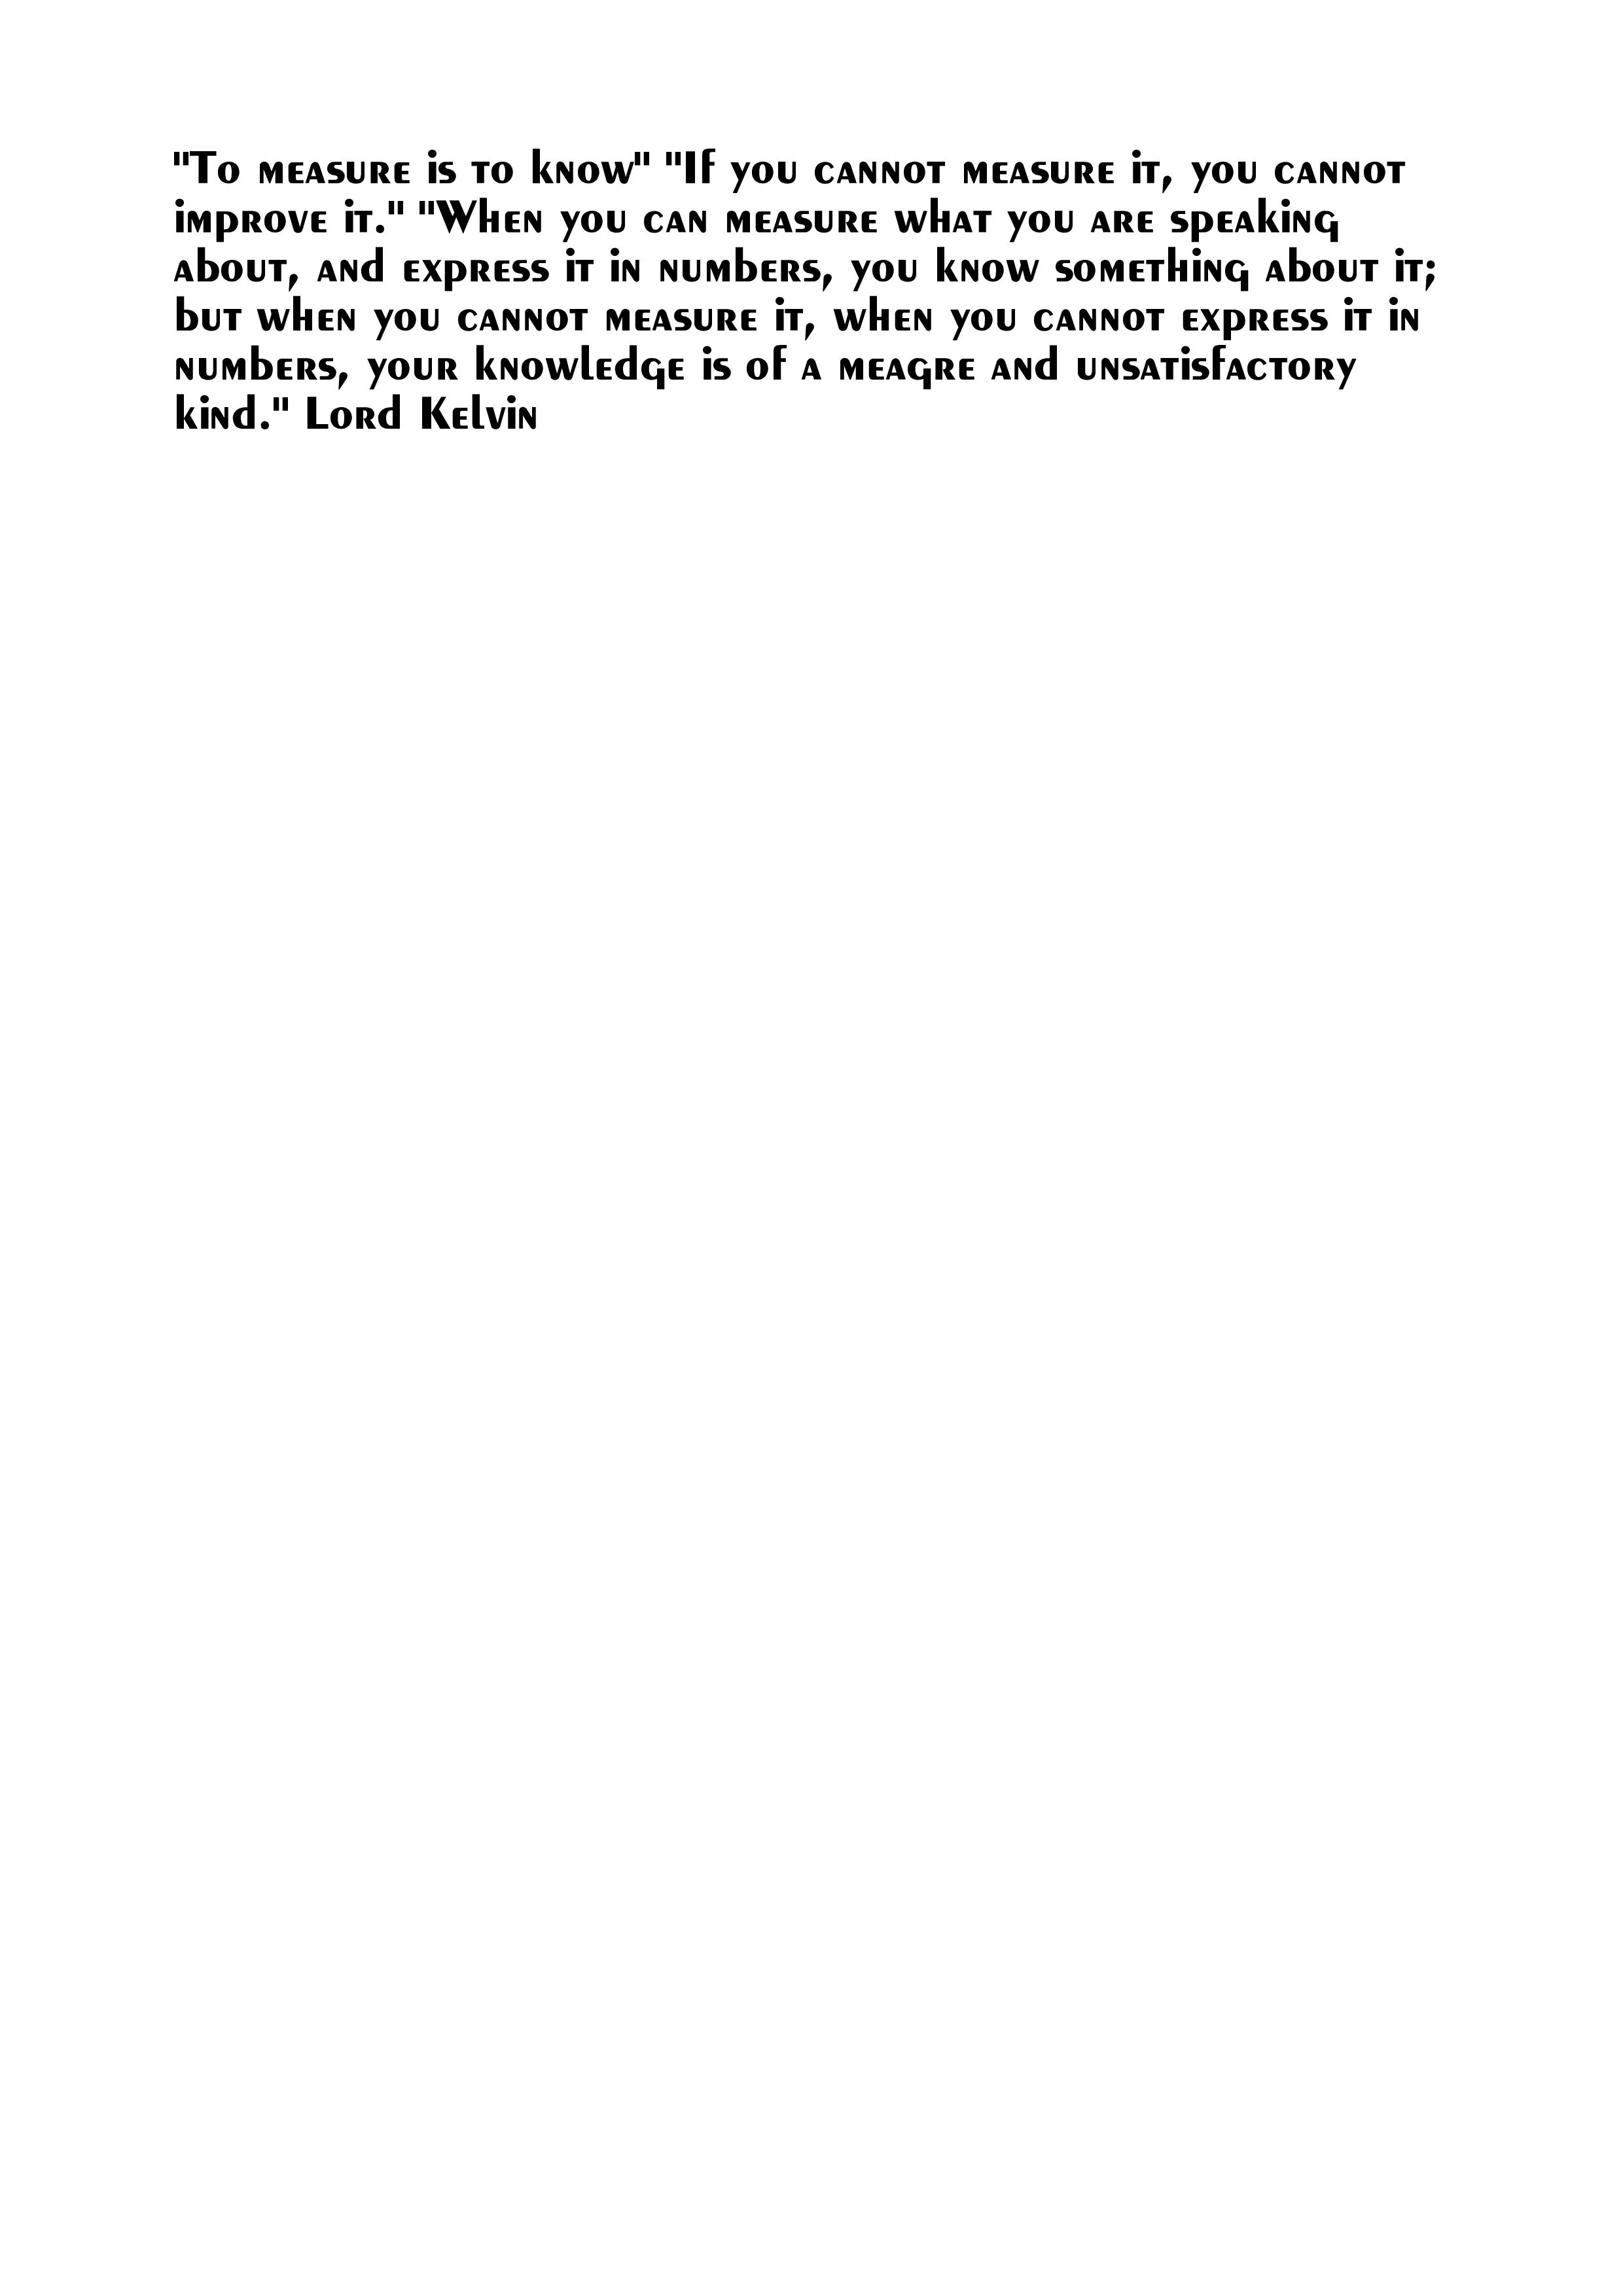 "To measure is to know" "If you cannot measure it, you cannot
improve it." "When you can measure what you are speaking
about, and express it in numbers, you know something about it;
but when you cannot measure it, when you cannot express it in
numbers, your knowledge is of a meagre and unsatisfactory
kind." Lord Kelvin